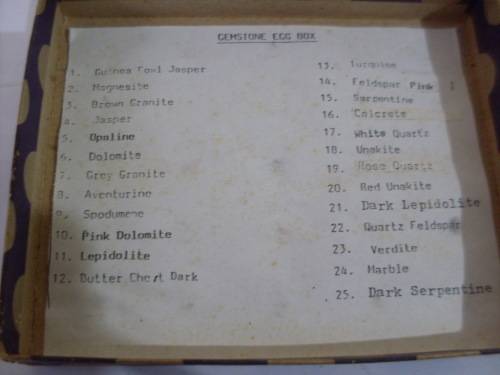 GEMSTONE EGG BOX
1. Guinea Fowl Jasper
2. Magnesite
3. Brown Granite
4. Jasper
5. Opaline
6. Dolomite
7. Grey Granite
8. Aventurine
9. Spodumene
10. Pink Dolomite
11. Lepidolite
12. Butter Chert Dark
13. Turquise
14. Feldspar Pink
15. Serpentine
16. Calcrete
17. White Quartz
18. Unakite
19. Rose Quartz
20. Red Unakite
21. Dark Lepidolite
22. Quartz Feldspar
23. Verdite
24. Marble
25. Dark Serpentine